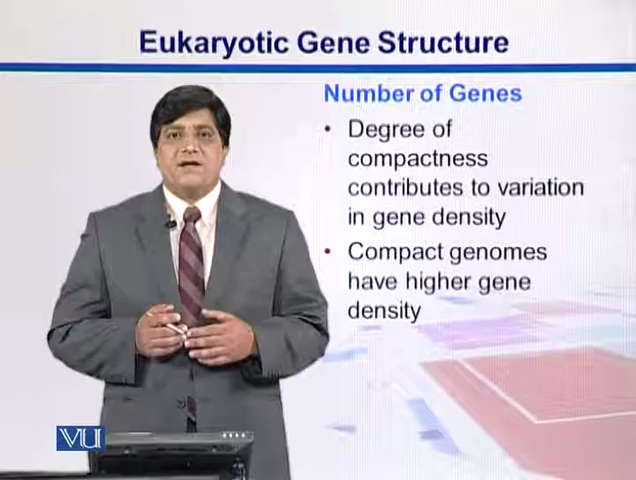 Eukaryotic Gene Structure
Number of Genes
• Degree of
compactness
contributes to variation
in gene density
• Compact genomes
have higher gene
density
VU